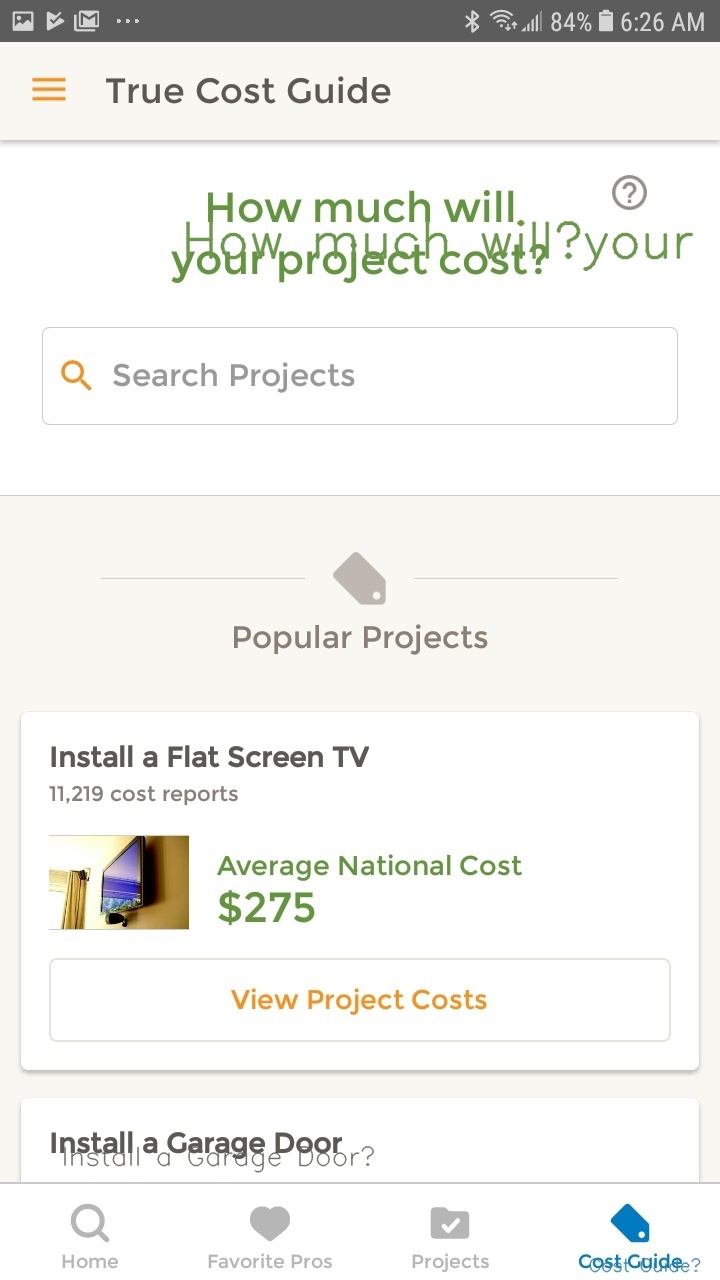 84% 6:26 AM
True Cost Guide
How much will
your project cost?
How much will?your
Search Projects
Popular Projects
Install a Flat Screen TV
11,219 cost reports
Average National Cost
$275
View Project Costs
Install a Garage Door
Install a Garage Door?
Home
Favorite Pros
Projects
Cost Guide
Cost Guide?